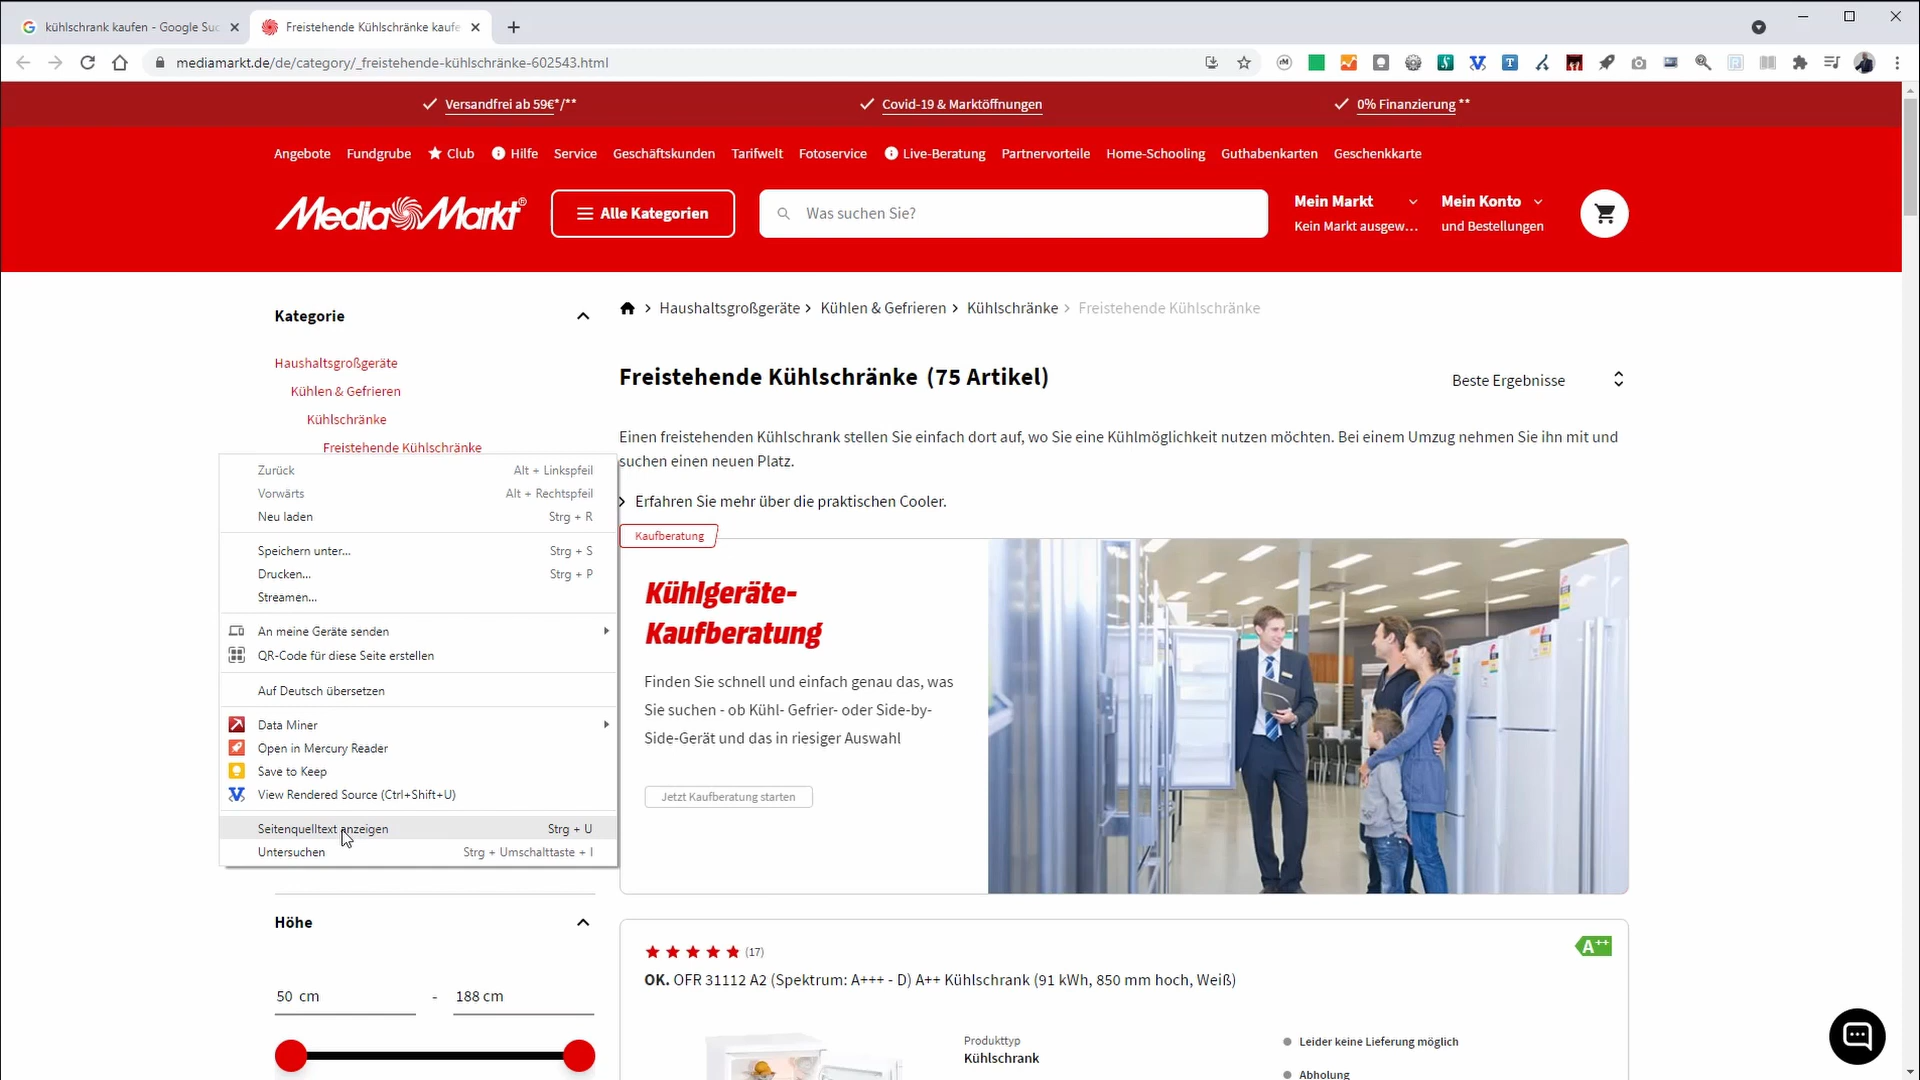 kühlschrank kaufen - Google Suc
Freistehende Kühlschränke kaufe
mediamarkt.de/de/category/_freistehende-kühlschränke-602543.html
Versandfrei ab 59€*/**
Covid-19 & Marktöffnungen
0% Finanzierung **
Angebote Fundgrube Club Hilfe Service Geschäftskunden Tarifwelt Fotoservice Live-Beratung Partnervorteile Home-Schooling Guthabenkarten Geschenkkarte
MediaMarkt®
Alle Kategorien
Was suchen Sie?
Mein Markt
Kein Markt ausgew...
Mein Konto
und Bestellungen
Kategorie
Haushaltsgroßgeräte
Kühlen & Gefrieren
Kühlschränke
Freistehende Kühlschränke
Zurück Alt + Linkspfeil
Vorwärts Alt + Rechtspfeil
Neu laden Strg + R
Speichern unter... Strg + S
Drucken... Strg + P
Streamen...
An meine Geräte senden
QR-Code für diese Seite erstellen
Auf Deutsch übersetzen
Data Miner
Open in Mercury Reader
Save to Keep
View Rendered Source (Ctrl+Shift+U)
Seitenquelltext anzeigen Strg + U
Untersuchen Strg + Umschalttaste + I
Höhe
50 cm - 188 cm
Haushaltsgroßgeräte > Kühlen & Gefrieren > Kühlschränke > Freistehende Kühlschränke
Freistehende Kühlschränke (75 Artikel)
Beste Ergebnisse
Einen freistehenden Kühlschrank stellen Sie einfach dort auf, wo Sie eine Kühlmöglichkeit nutzen möchten. Bei einem Umzug nehmen Sie ihn mit und
suchen einen neuen Platz.
Erfahren Sie mehr über die praktischen Cooler.
Kaufberatung
Kühlgeräte-
Kaufberatung
Finden Sie schnell und einfach genau das, was
Sie suchen - ob Kühl- Gefrier- oder Side-by-
Side-Gerät und das in riesiger Auswahl
Jetzt Kaufberatung starten
(17)
A++
OK. OFR 31112 A2 (Spektrum: A+++ - D) A++ Kühlschrank (91 kWh, 850 mm hoch, Weiß)
Produkttyp
Kühlschrank
Leider keine Lieferung möglich
Abholung